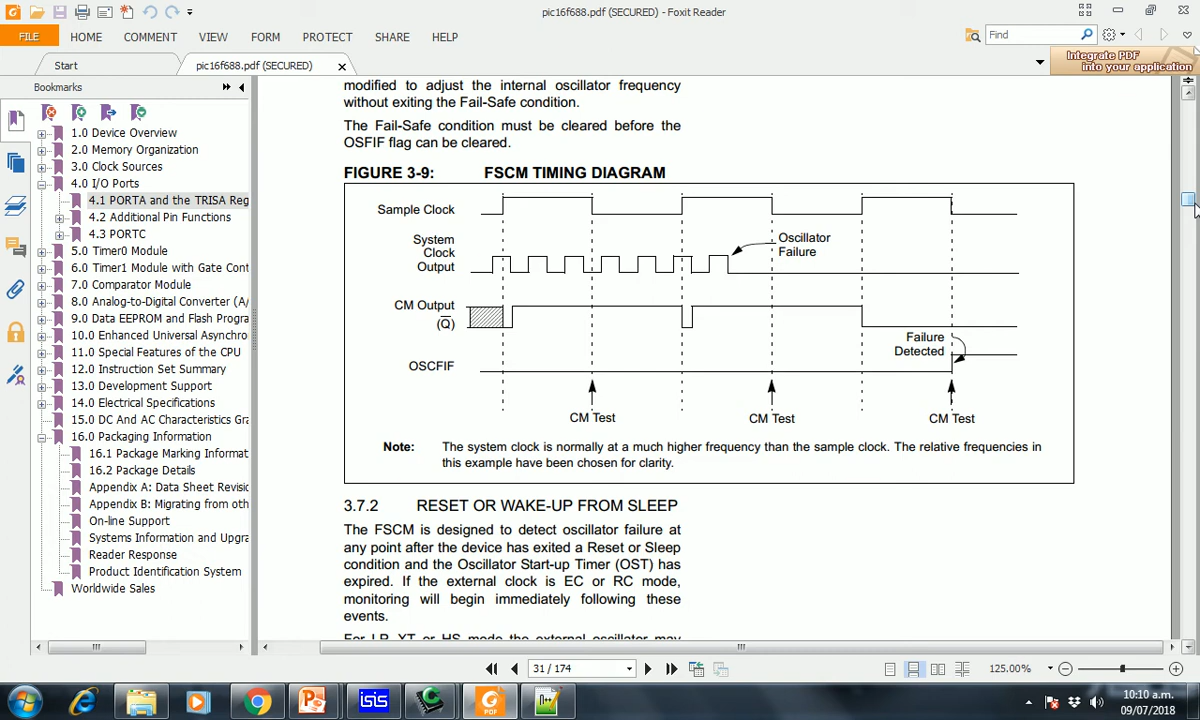 pic16f688.pdf (SECURED) - Foxit Reader
FILE HOME COMMENT VIEW FORM PROTECT SHARE HELP
Find
Start
pic16f688.pdf (SECURED)
Integrate PDF
into your application
Bookmarks
1.0 Device Overview
2.0 Memory Organization
3.0 Clock Sources
4.0 I/O Ports
4.1 PORTA and the TRISA Reg
4.2 Additional Pin Functions
4.3 PORTC
5.0 Timer0 Module
6.0 Timer1 Module with Gate Cont
7.0 Comparator Module
8.0 Analog-to-Digital Converter (A/
9.0 Data EEPROM and Flash Progra
10.0 Enhanced Universal Asynchro
11.0 Special Features of the CPU
12.0 Instruction Set Summary
13.0 Development Support
14.0 Electrical Specifications
15.0 DC And AC Characteristics Gra
16.0 Packaging Information
16.1 Package Marking Informat
16.2 Package Details
Appendix A: Data Sheet Revisio
Appendix B: Migrating from oth
On-line Support
Systems Information and Upgra
Reader Response
Product Identification System
Worldwide Sales
modified to adjust the internal oscillator frequency
without exiting the Fail-Safe condition.
The Fail-Safe condition must be cleared before the
OSFIF flag can be cleared.
FIGURE 3-9: FSCM TIMING DIAGRAM
Sample Clock
System
Clock
Output
Oscillator
Failure
CM Output
(Q)
Failure
Detected
OSCFIF
CM Test CM Test CM Test
Note: The system clock is normally at a much higher frequency than the sample clock. The relative frequencies in
this example have been chosen for clarity.
3.7.2 RESET OR WAKE-UP FROM SLEEP
The FSCM is designed to detect oscillator failure at
any point after the device has exited a Reset or Sleep
condition and the Oscillator Start-up Timer (OST) has
expired. If the external clock is EC or RC mode,
monitoring will begin immediately following these
events.
For LP, XT or HS mode the external oscillator may
31 / 174
125.00%
isis
PDF
10:10 a.m.
09/07/2018